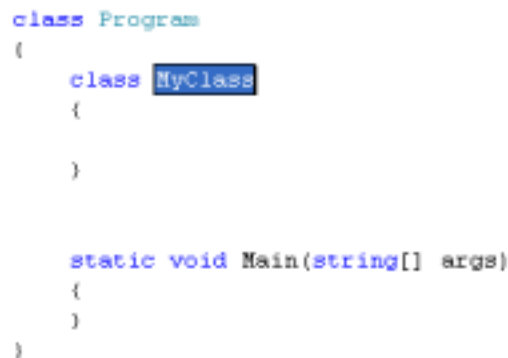 class Program
{
class MyClass
{
}
static void Main(string[] args)
{
}
}